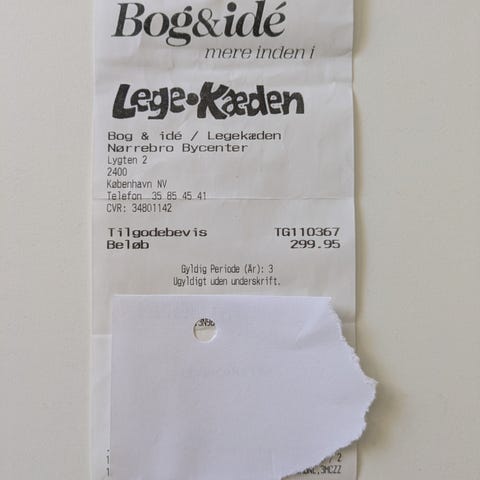 Bog&idé
mere inden i
Lege•Kæden
Bog & idé / Legekæden
Nørrebro Bycenter
Lygten 2
2400
København NV
Telefon 35 85 45 41
CVR: 34801142
Tilgodebevis TG110367
Beløb 299.95
Gyldig Periode (År): 3
Ugyldigt uden underskrift.
/ 2